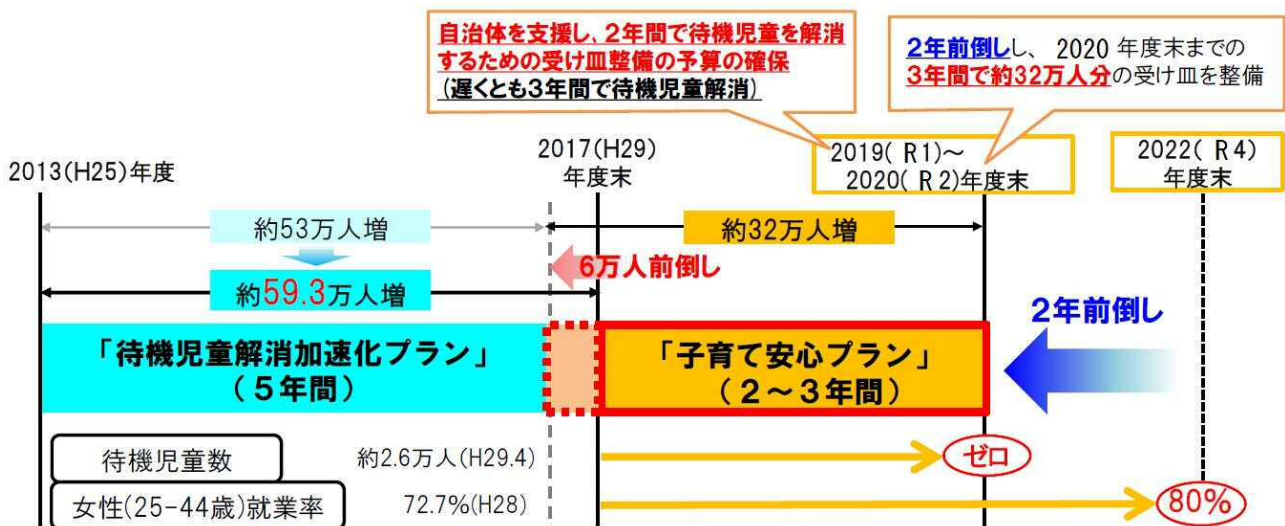 自治体を支援し、2年間で待機児童を解消
するための受け皿整備の予算の確保
(遅くとも3年間で待機児童解消)
2年前倒しし、 2020 年度末までの
3年間で約32万人分の受け皿を整備
2013(H25)年度
2017(H29)
年度末
2019( R1)～
2020( R2)年度末
2022( R4)
年度末
約53万人増
約32万人増
6万人前倒し
約59.3万人増
2年前倒し
「待機児童解消加速化プラン」
(5年間)
「子育て安心プラン」
(2～3年間)
待機児童数
約2.6万人(H29.4)
ゼロ
女性(25-44歳)就業率
72.7%(H28)
80%